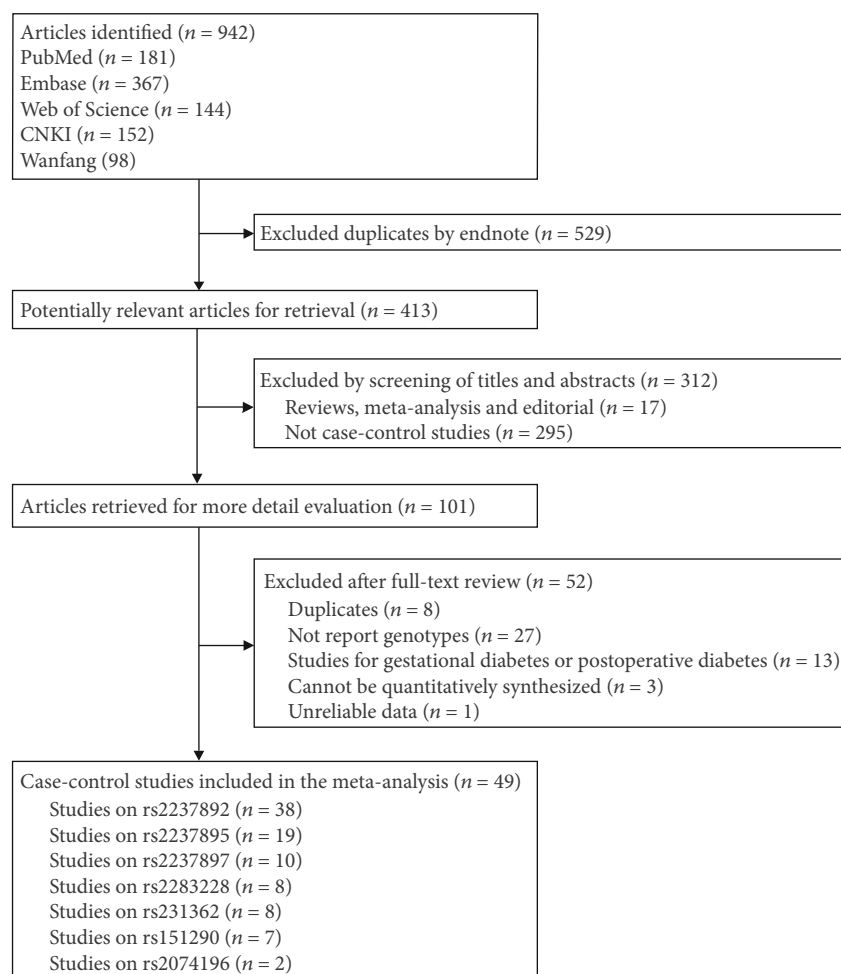 Articles identified (n = 942)
PubMed (n = 181)
Embase (n = 367)
Web of Science (n = 144)
CNKI (n = 152)
Wanfang (98)
Excluded duplicates by endnote (n = 529)
Potentially relevant articles for retrieval (n = 413)
Excluded by screening of titles and abstracts (n = 312)
Reviews, meta-analysis and editorial (n = 17)
Not case-control studies (n = 295)
Articles retrieved for more detail evaluation (n = 101)
Excluded after full-text review (n = 52)
Duplicates (n = 8)
Not report genotypes (n = 27)
Studies for gestational diabetes or postoperative diabetes (n = 13)
Cannot be quantitatively synthesized (n = 3)
Unreliable data (n = 1)
Case-control studies included in the meta-analysis (n = 49)
Studies on rs2237892 (n = 38)
Studies on rs2237895 (n = 19)
Studies on rs2237897 (n = 10)
Studies on rs2283228 (n = 8)
Studies on rs231362 (n = 8)
Studies on rs151290 (n = 7)
Studies on rs2074196 (n = 2)